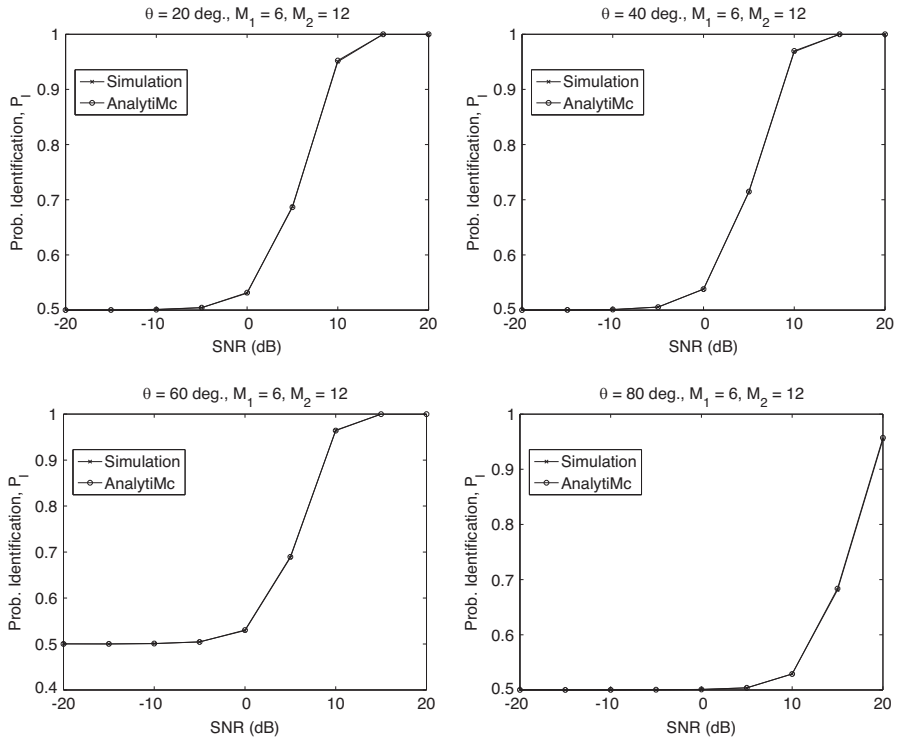 θ = 20 deg., M1 = 6, M2 = 12
1
0.9
0.8
0.7
0.6
0.5
Prob. Identification, PI
Simulation
AnalytiMc
-20
-10
0
10
20
SNR (dB)
θ = 40 deg., M1 = 6, M2 = 12
1
0.9
0.8
0.7
0.6
0.5
Prob. Identification, PI
Simulation
AnalytiMc
-20
-10
0
10
20
SNR (dB)
θ = 60 deg., M1 = 6, M2 = 12
1
0.9
0.8
0.7
0.6
0.5
0.4
Prob. Identification, PI
Simulation
AnalytiMc
-20
-10
0
10
20
SNR (dB)
θ = 80 deg., M1 = 6, M2 = 12
1
0.9
0.8
0.7
0.6
0.5
Prob. Identification, PI
Simulation
AnalytiMc
-20
-10
0
10
20
SNR (dB)